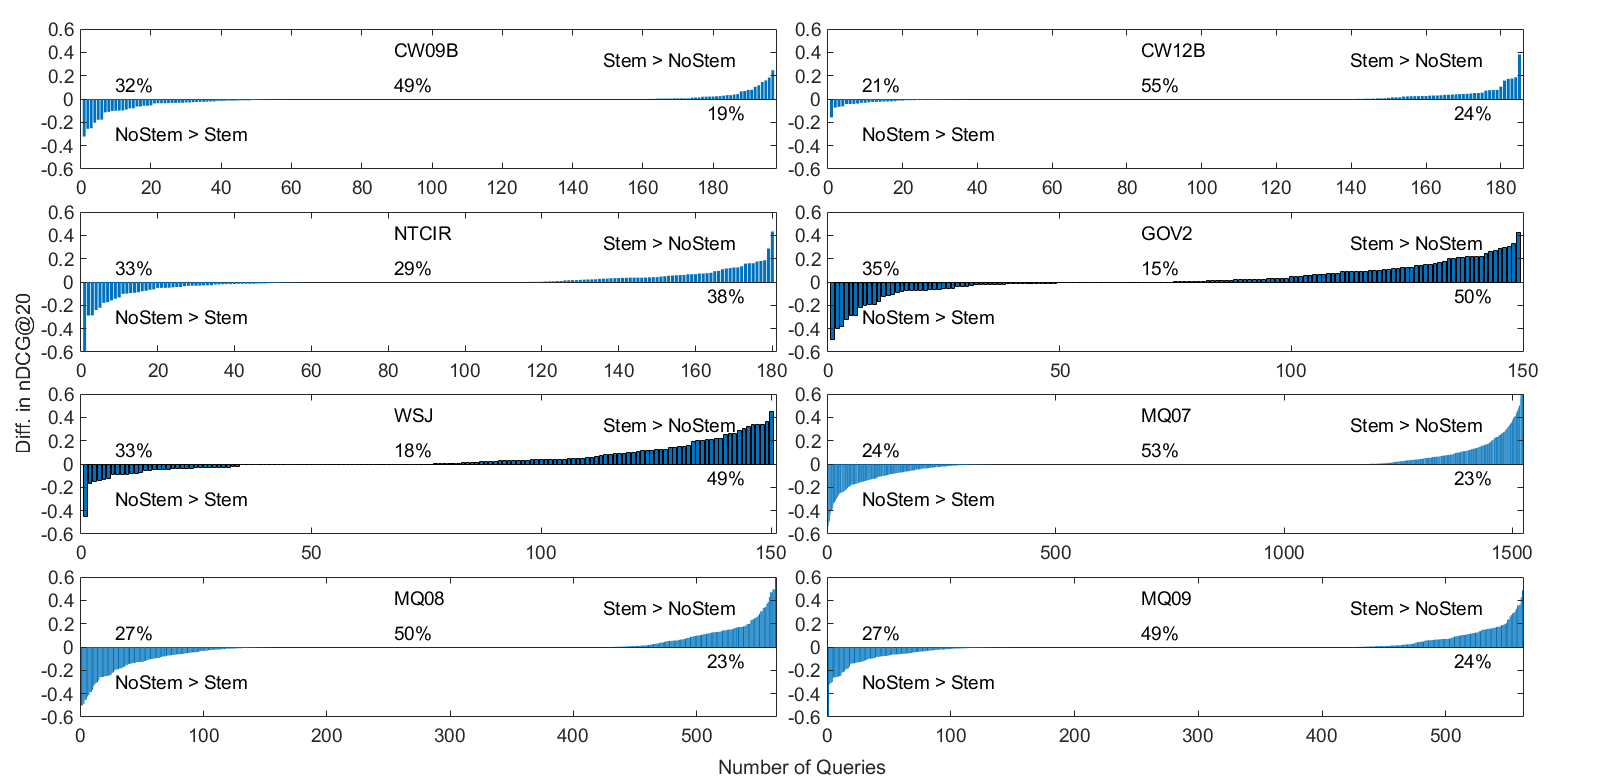 0.6
0.4
0.2
0
-0.2
-0.4
-0.6
CW09B
Stem > NoStem
32%
49%
19%
NoStem > Stem
0 20 40 60 80 100 120 140 160 180
0.6
0.4
0.2
0
-0.2
-0.4
-0.6
CW12B
Stem > NoStem
21%
55%
24%
NoStem > Stem
0 20 40 60 80 100 120 140 160 180
0.6
0.4
0.2
0
-0.2
-0.4
-0.6
NTCIR
Stem > NoStem
33%
29%
38%
NoStem > Stem
0 20 40 60 80 100 120 140 160 180
0.6
0.4
0.2
0
-0.2
-0.4
-0.6
GOV2
Stem > NoStem
35%
15%
50%
NoStem > Stem
0 50 100 150
Diff. in nDCG@20
0.6
0.4
0.2
0
-0.2
-0.4
-0.6
WSJ
Stem > NoStem
33%
18%
49%
NoStem > Stem
0 50 100 150
0.6
0.4
0.2
0
-0.2
-0.4
-0.6
MQ07
Stem > NoStem
24%
53%
23%
NoStem > Stem
0 500 1000 1500
0.6
0.4
0.2
0
-0.2
-0.4
-0.6
MQ08
Stem > NoStem
27%
50%
23%
NoStem > Stem
0 100 200 300 400 500
0.6
0.4
0.2
0
-0.2
-0.4
-0.6
MQ09
Stem > NoStem
27%
49%
24%
NoStem > Stem
0 100 200 300 400 500
Number of Queries